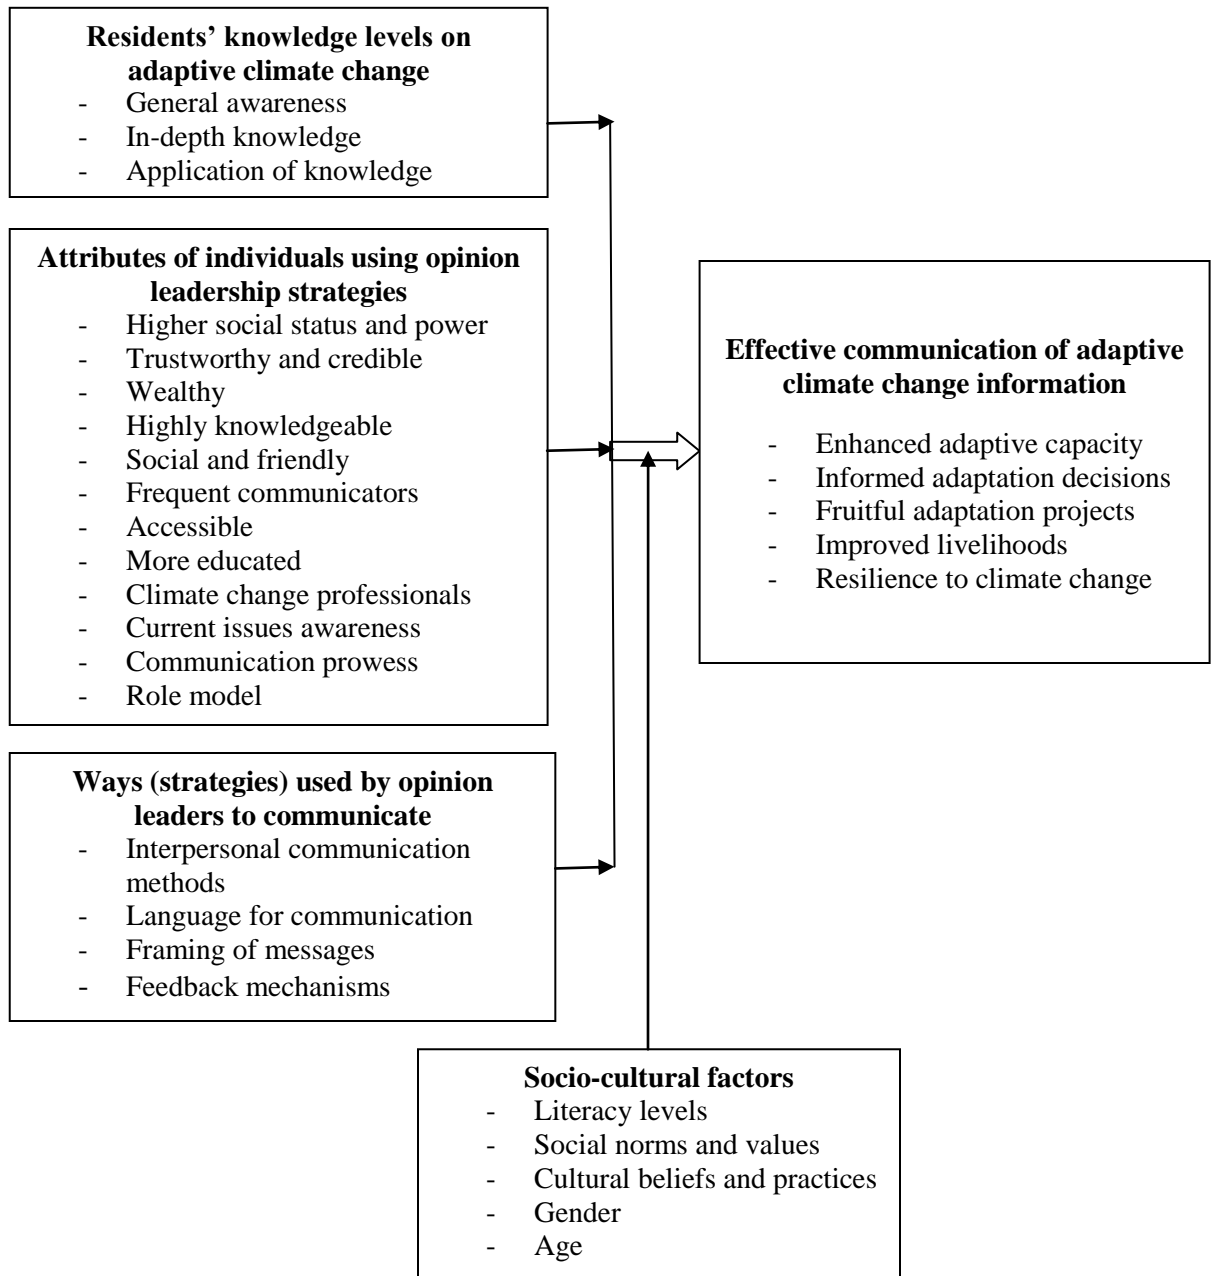 Residents’ knowledge levels on
adaptive climate change
- General awareness
- In-depth knowledge
- Application of knowledge
Attributes of individuals using opinion
leadership strategies
- Higher social status and power
- Trustworthy and credible
- Wealthy
- Highly knowledgeable
- Social and friendly
- Frequent communicators
- Accessible
- More educated
- Climate change professionals
- Current issues awareness
- Communication prowess
- Role model
Ways (strategies) used by opinion
leaders to communicate
- Interpersonal communication
methods
- Language for communication
- Framing of messages
- Feedback mechanisms
Effective communication of adaptive
climate change information
- Enhanced adaptive capacity
- Informed adaptation decisions
- Fruitful adaptation projects
- Improved livelihoods
- Resilience to climate change
Socio-cultural factors
- Literacy levels
- Social norms and values
- Cultural beliefs and practices
- Gender
- Age